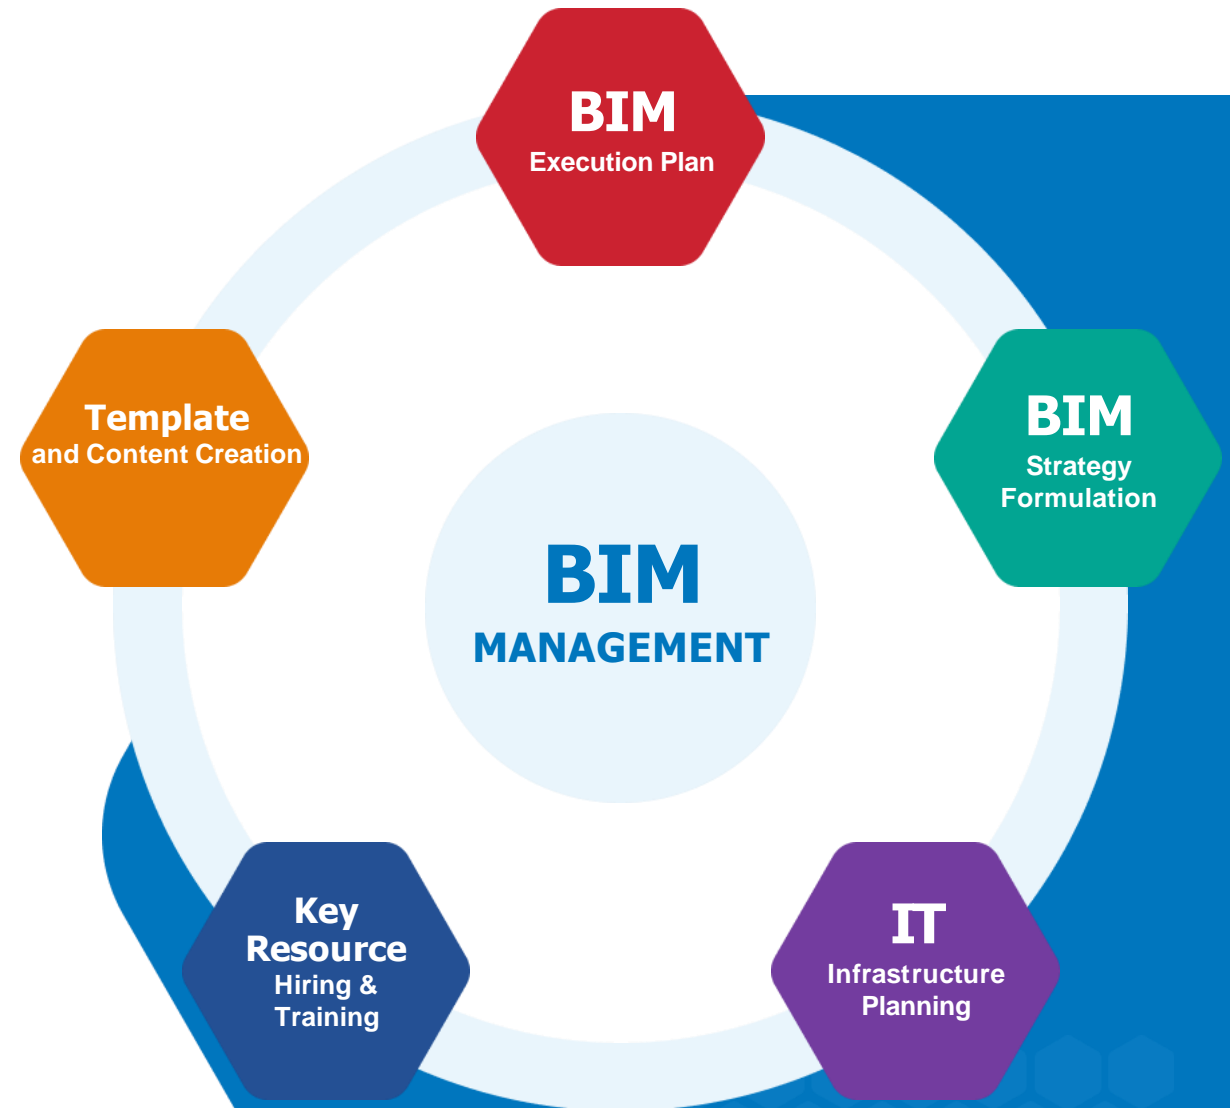 BIM
Execution Plan
Template
and Content Creation
BIM
Strategy
Formulation
BIM
MANAGEMENT
Key
Resource
Hiring &
Training
IT
Infrastructure
Planning